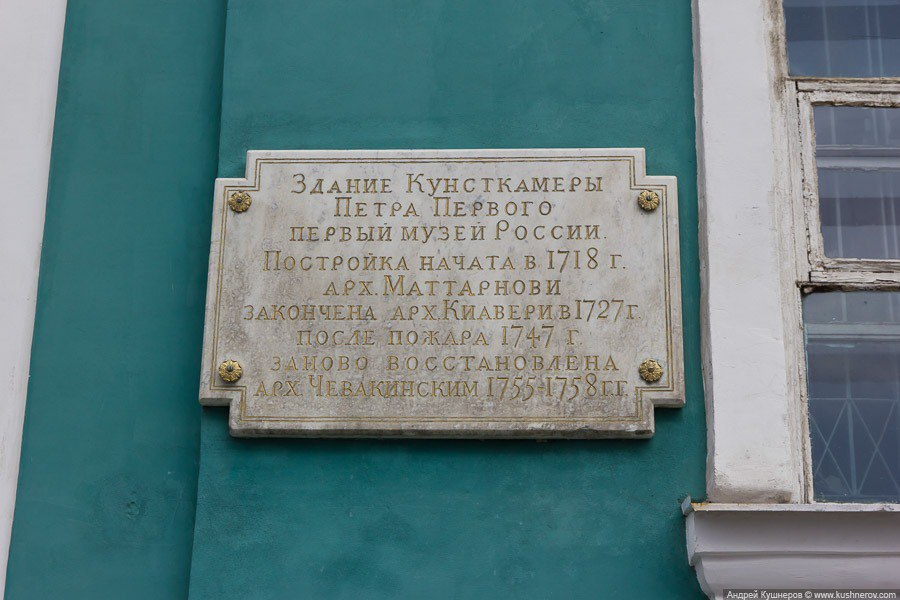 Здание Кунсткамеры
Петра Первого
первый музей России.
Постройка начата в 1718 г.
арх. Маттарнови
закончена арх. Киавери в 1727 г.
после пожара 1747 г.
заново восстановлена
арх. Чевакинским 1755-1758 г.г.
Андрей Кушнеров © www.kushnerov.com